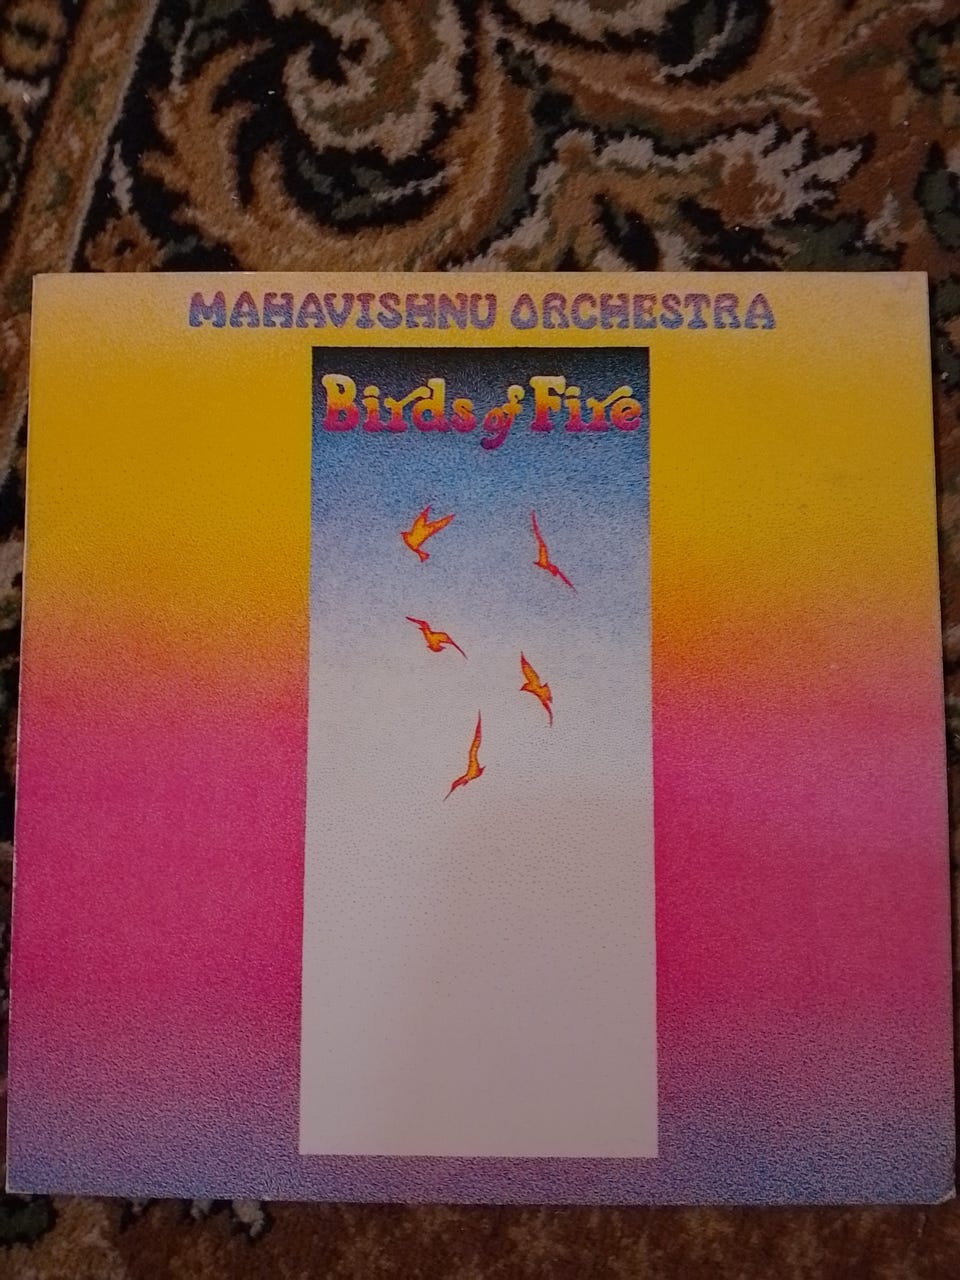 MAHAVISHNU ORCHESTRA
Birds of Fire